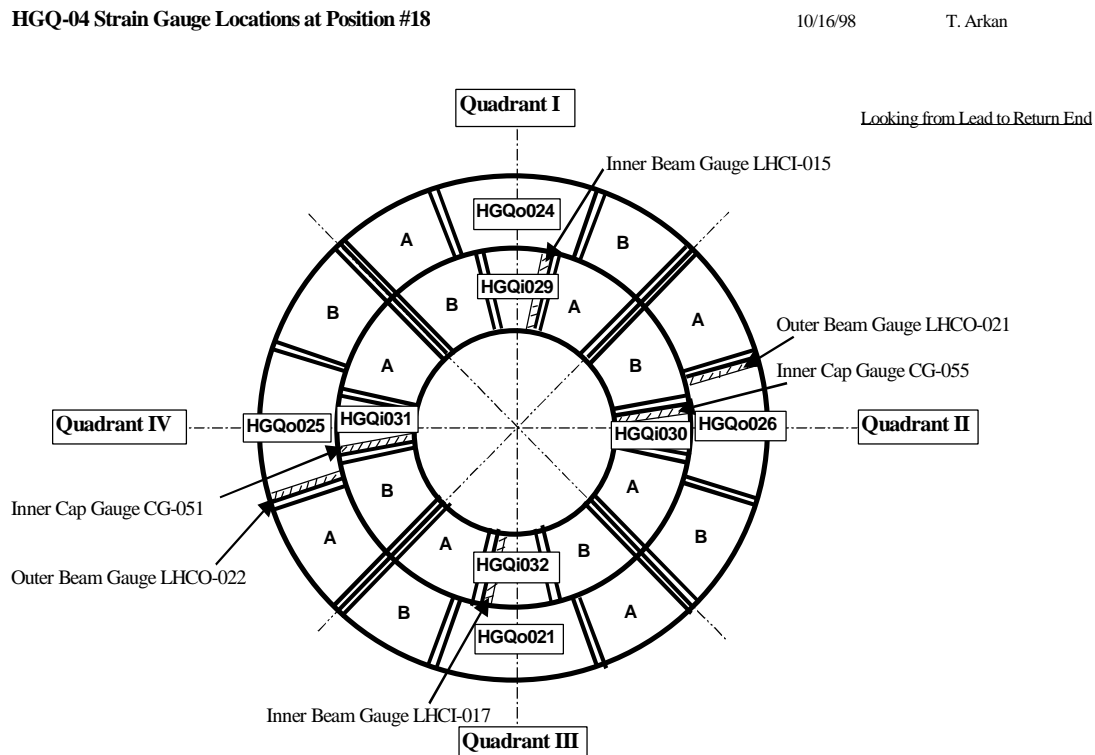 HGQ-04 Strain Gauge Locations at Position #18
10/16/98
T. Arkan
Quadrant I
Looking from Lead to Return End
Inner Beam Gauge LHCI-015
HGQo024
A
B
HGQi029
B
A
B
A
Outer Beam Gauge LHCO-021
A
B
Inner Cap Gauge CG-055
Quadrant IV
HGQo025
HGQi031
HGQi030
HGQo026
Quadrant II
B
A
Inner Cap Gauge CG-051
A
B
Outer Beam Gauge LHCO-022
A
B
HGQi032
B
A
HGQo021
Inner Beam Gauge LHCI-017
Quadrant III